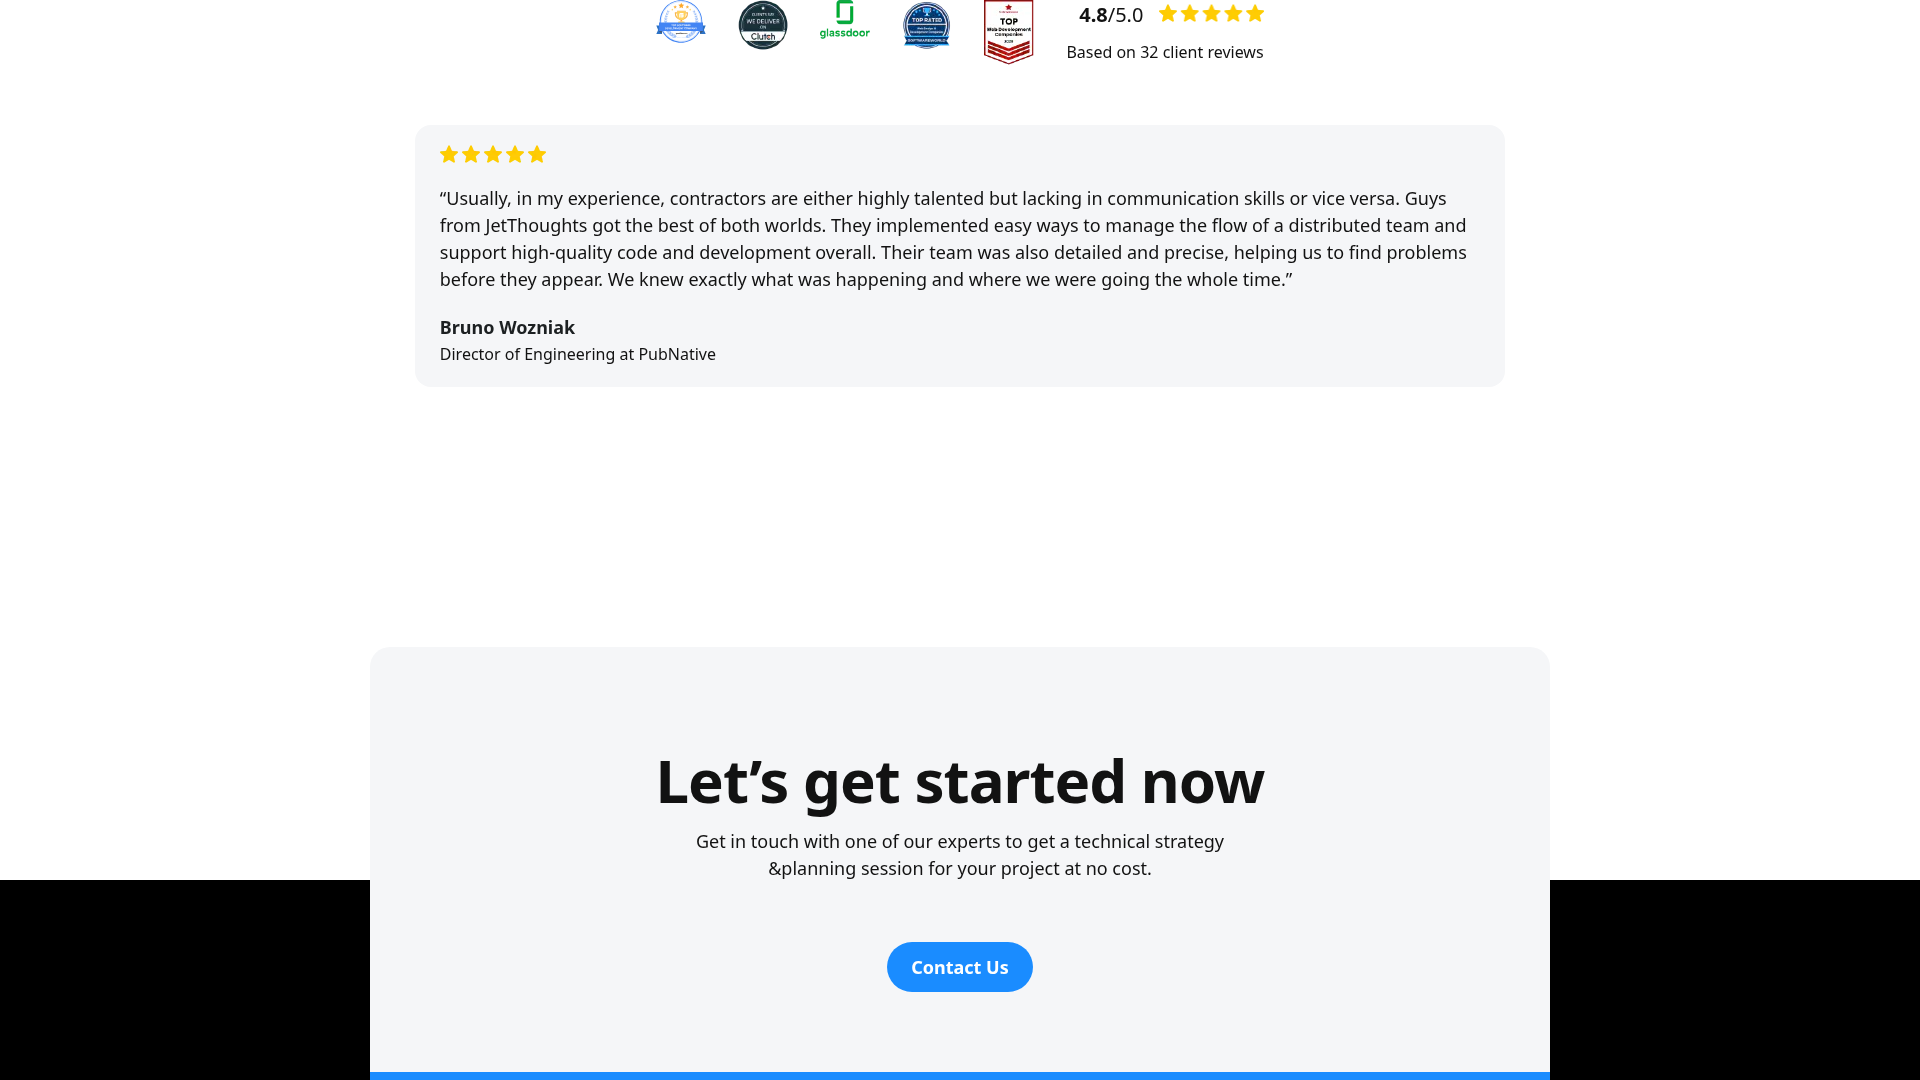 CLIENTS SAY
WE DELIVER
ON
Clutch
glassdoor
TOP RATED
SOFTWAREWORLD
TOP
Web Development
Companies
4.8/5.0
Based on 32 client reviews
“Usually, in my experience, contractors are either highly talented but lacking in communication skills or vice versa. Guys
from JetThoughts got the best of both worlds. They implemented easy ways to manage the flow of a distributed team and
support high-quality code and development overall. Their team was also detailed and precise, helping us to find problems
before they appear. We knew exactly what was happening and where we were going the whole time.”
Bruno Wozniak
Director of Engineering at PubNative
Let’s get started now
Get in touch with one of our experts to get a technical strategy
&planning session for your project at no cost.
Contact Us